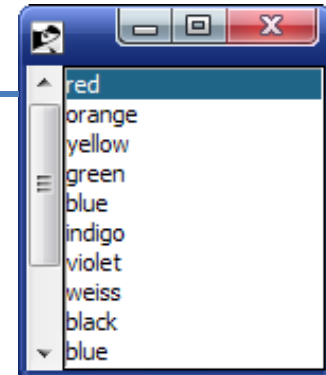 red
orange
yellow
green
blue
indigo
violet
weiss
black
blue